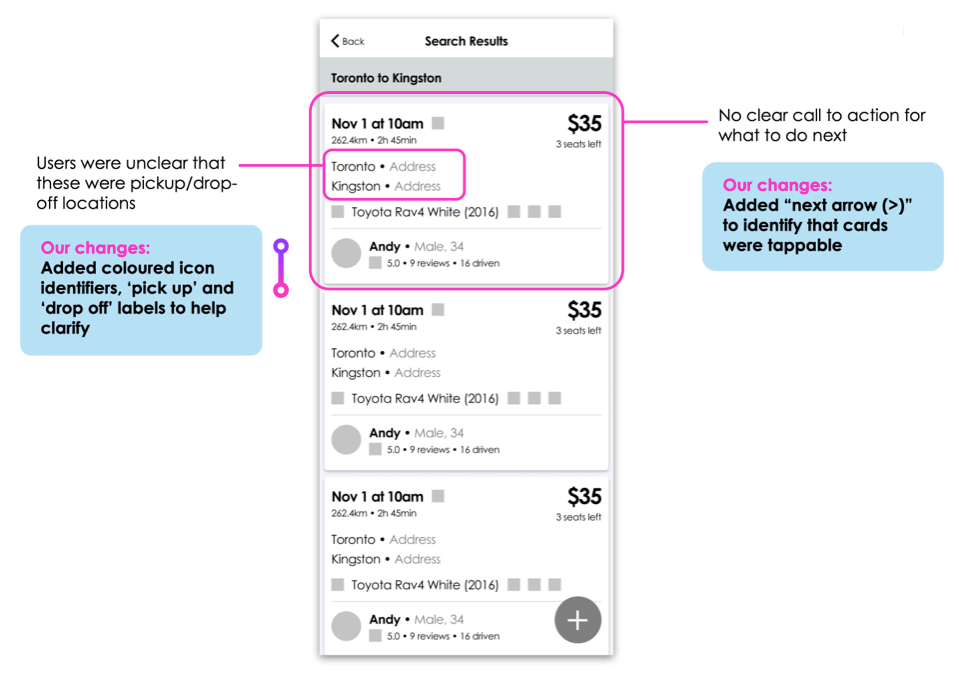 Back
Search Results
Toronto to Kingston
Nov 1 at 10am
$35
262.4km • 2h 45min
3 seats left
Toronto • Address
Kingston • Address
Toyota Rav4 White (2016)
Andy • Male, 34
5.0 • 9 reviews • 16 driven
Nov 1 at 10am
$35
262.4km • 2h 45min
3 seats left
Toronto • Address
Kingston • Address
Toyota Rav4 White (2016)
Andy • Male, 34
5.0 • 9 reviews • 16 driven
Nov 1 at 10am
$35
262.4km • 2h 45min
3 seats left
Toronto • Address
Kingston • Address
Toyota Rav4 White (2016)
Andy • Male, 34
5.0 • 9 reviews • 16 driven
+
Users were unclear that
these were pickup/drop-
off locations
Our changes:
Added coloured icon
identifiers, ‘pick up’ and
‘drop off’ labels to help
clarify
No clear call to action for
what to do next
Our changes:
Added “next arrow (>)”
to identify that cards
were tappable